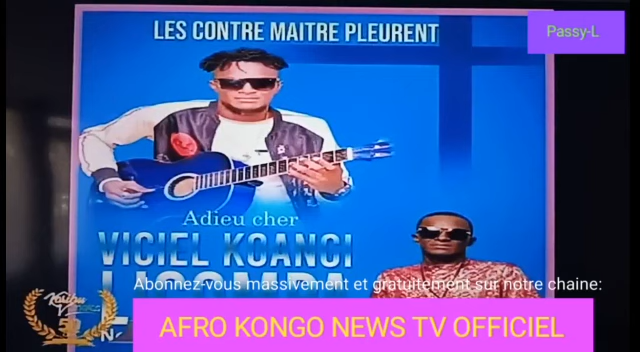 LES CONTRE MAITRE PLEURENT
Passy-L
Adieu cher
VICIEL KOANGI
Abonnez-vous massivement et gratuitement sur notre chaine:
AFRO KONGO NEWS TV OFFICIEL